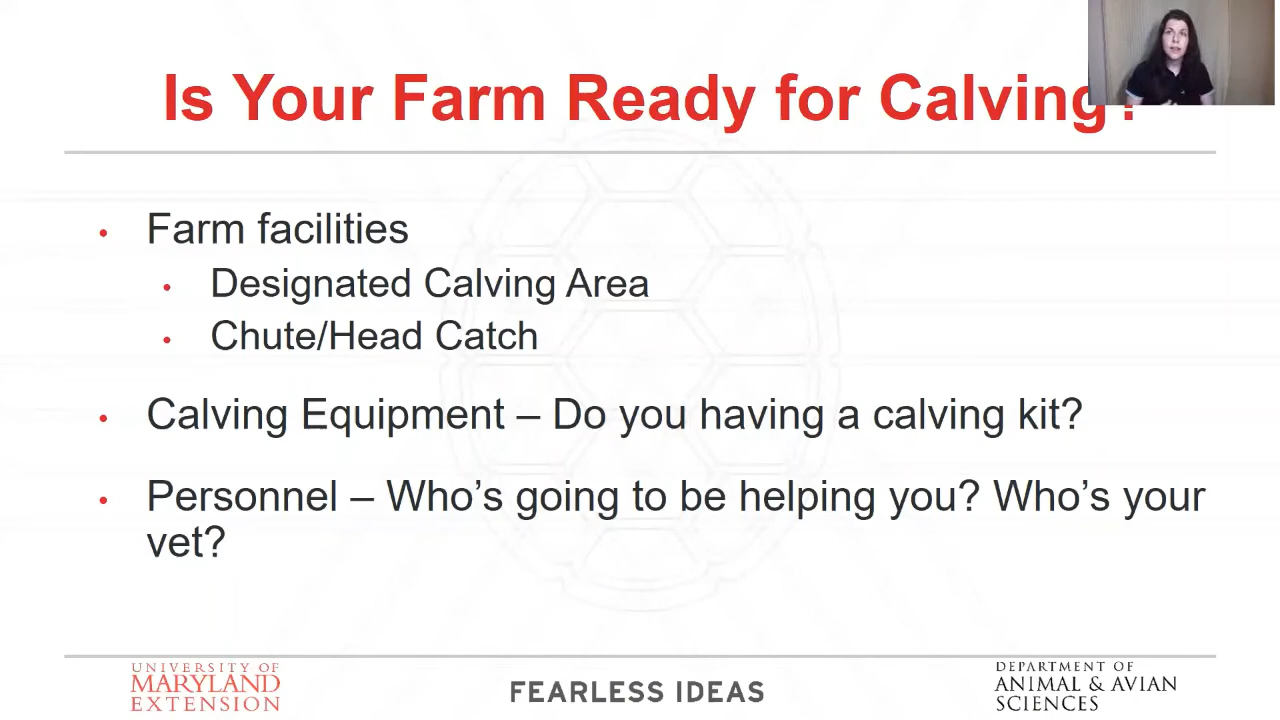 Is Your Farm Ready for Calving?
Farm facilities
Designated Calving Area
Chute/Head Catch
Calving Equipment – Do you having a calving kit?
Personnel – Who's going to be helping you? Who's your
vet?
UNIVERSITY OF
MARYLAND
EXTENSION
FEARLESS IDEAS
DEPARTMENT OF
ANIMAL & AVIAN
SCIENCES